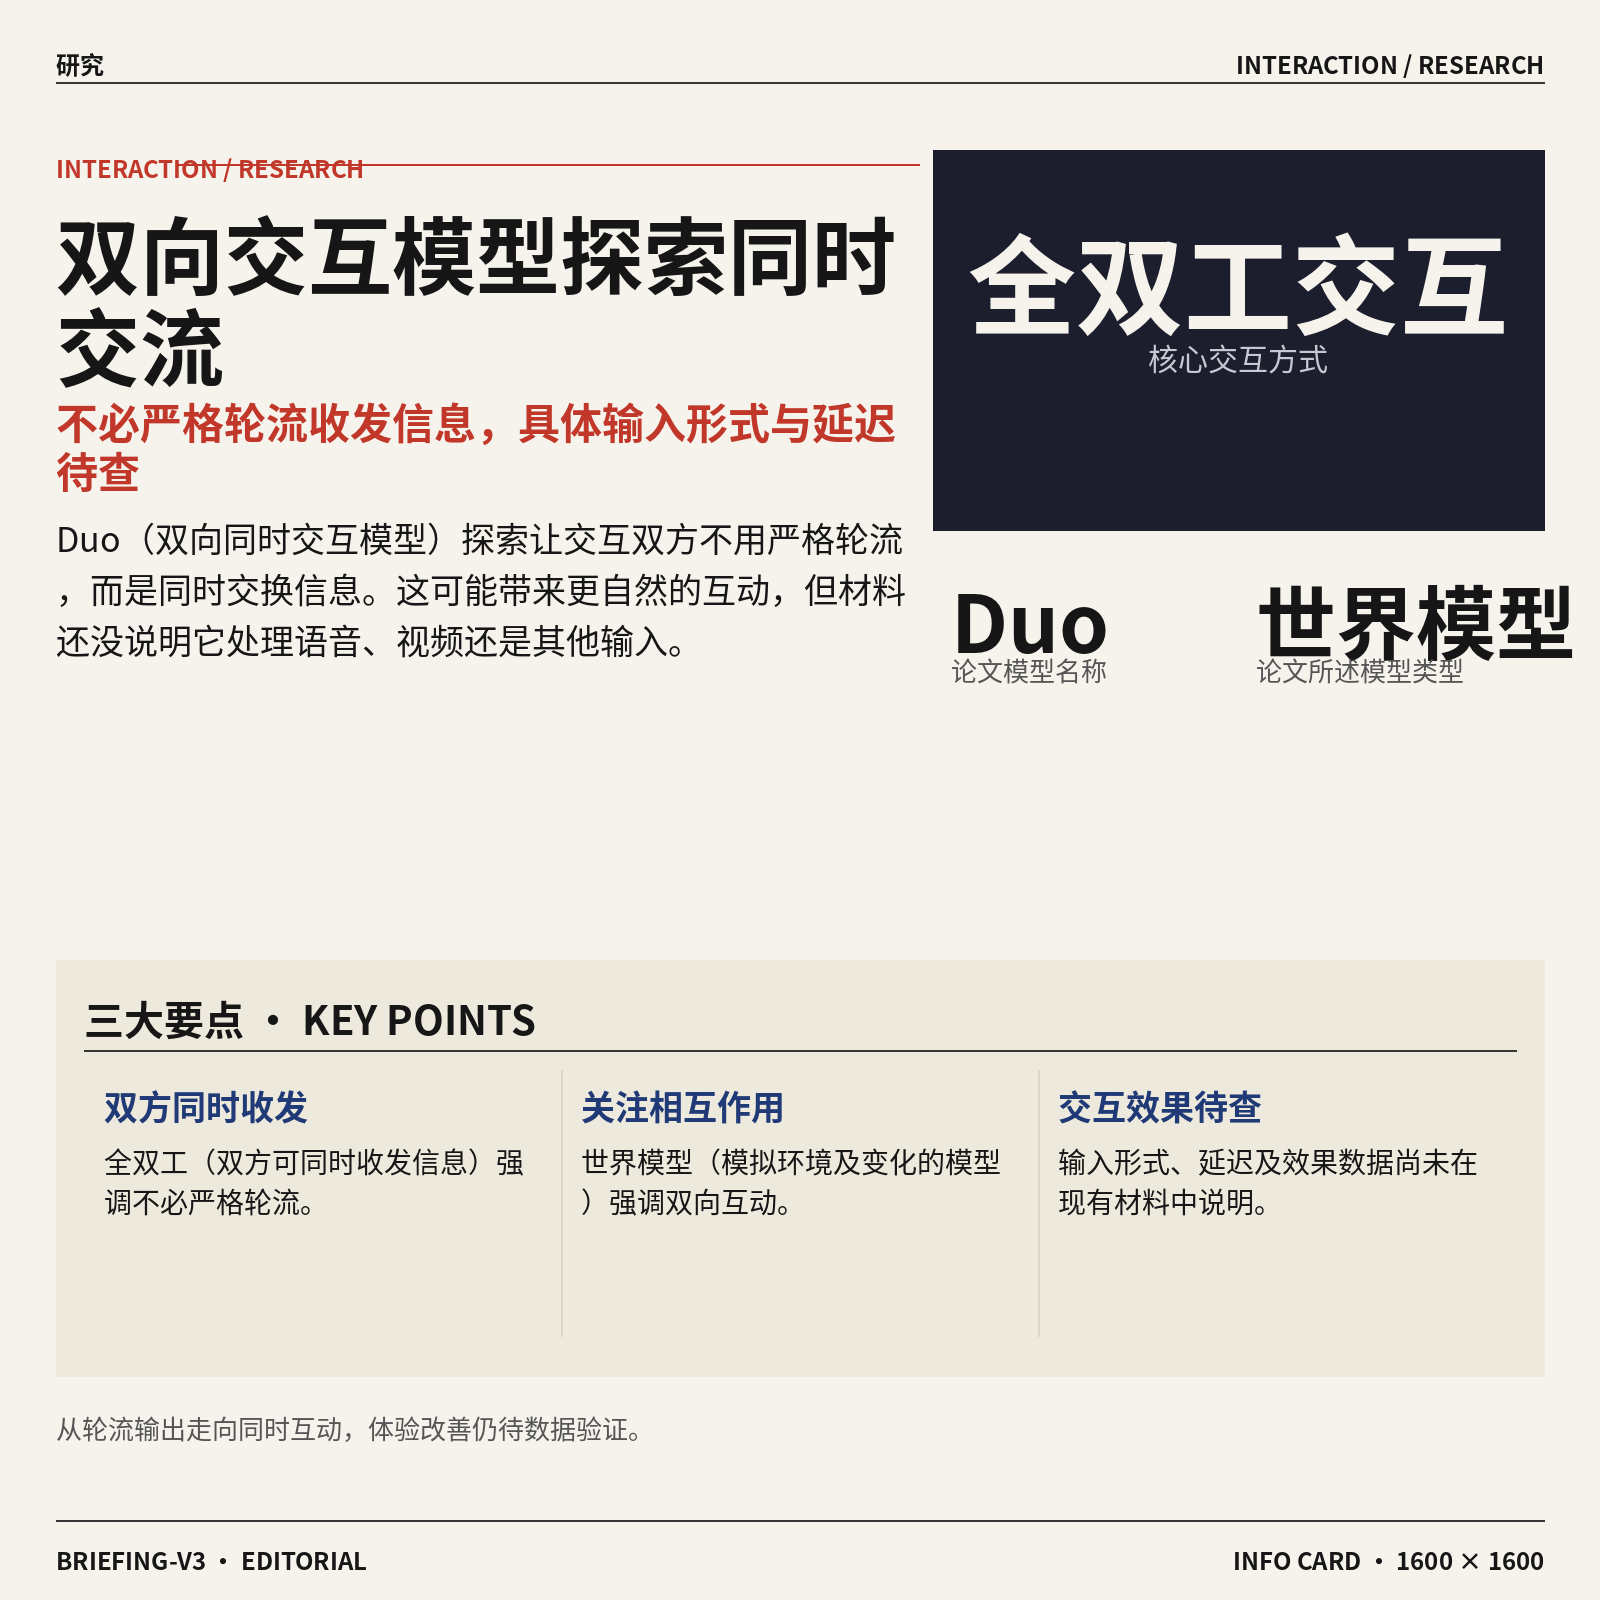 研究
INTERACTION / RESEARCH
INTERACTION / RESEARCH
双向交互模型探索同时
交流
不必严格轮流收发信息，具体输入形式与延迟
待查
Duo（双向同时交互模型）探索让交互双方不用严格轮流
，而是同时交换信息。这可能带来更自然的互动，但材料
还没说明它处理语音、视频还是其他输入。
全双工交互
核心交互方式
Duo
论文模型名称
世界模型
论文所述模型类型
三大要点 · KEY POINTS
双方同时收发
全双工（双方可同时收发信息）强
调不必严格轮流。
关注相互作用
世界模型（模拟环境及变化的模型
）强调双向互动。
交互效果待查
输入形式、延迟及效果数据尚未在
现有材料中说明。
从轮流输出走向同时互动，体验改善仍待数据验证。
BRIEFING-V3 · EDITORIAL
INFO CARD · 1600 × 1600